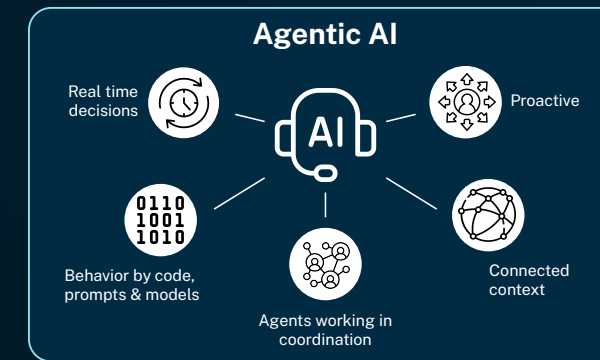 Agentic AI
Real time
decisions
AI
Proactive
0110
1001
1010
Behavior by code,
prompts & models
Connected
context
Agents working in
coordination